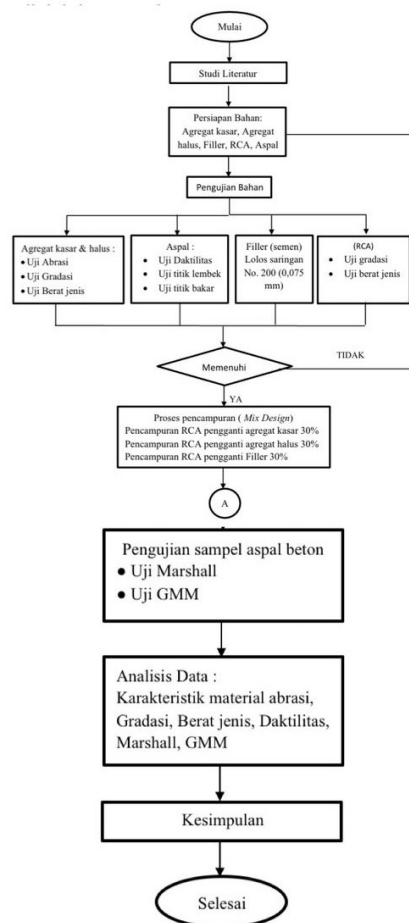 Mulai
Studi Literatur
Persiapan Bahan:
Agregat kasar, Agregat
halus, Filler, RCA, Aspal
Pengujian Bahan
Agregat kasar & halus :
• Uji Abrasi
• Uji Gradasi
• Uji Berat jenis
Aspal :
• Uji Daktilitas
• Uji titik lembek
• Uji titik bakar
Filler (semen)
Lolos saringan
No. 200 (0,075
mm)
(RCA)
• Uji gradasi
• Uji berat jenis
Memenuhi
TIDAK
YA
Proses pencampuran ( Mix Design)
Pencampuran RCA pengganti agregat kasar 30%
Pencampuran RCA pengganti agregat halus 30%
Pencampuran RCA pengganti Filler 30%
A
Pengujian sampel aspal beton
• Uji Marshall
• Uji GMM
Analisis Data :
Karakteristik material abrasi,
Gradasi, Berat jenis, Daktilitas,
Marshall, GMM
Kesimpulan
Selesai